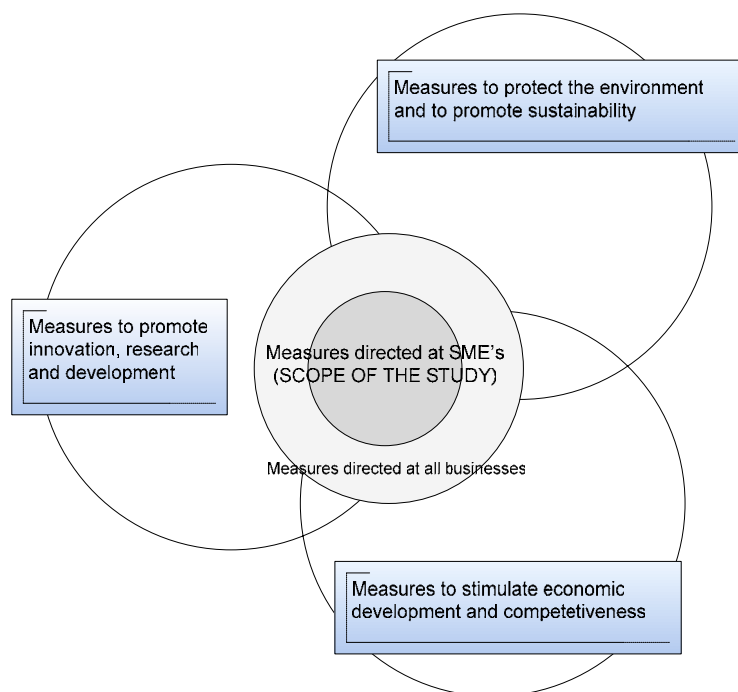 Measures to protect the environment
and to promote sustainability
Measures to promote
innovation, research
and development
Measures directed at SME's
(SCOPE OF THE STUDY)
Measures directed at all businesses
Measures to stimulate economic
development and competetiveness